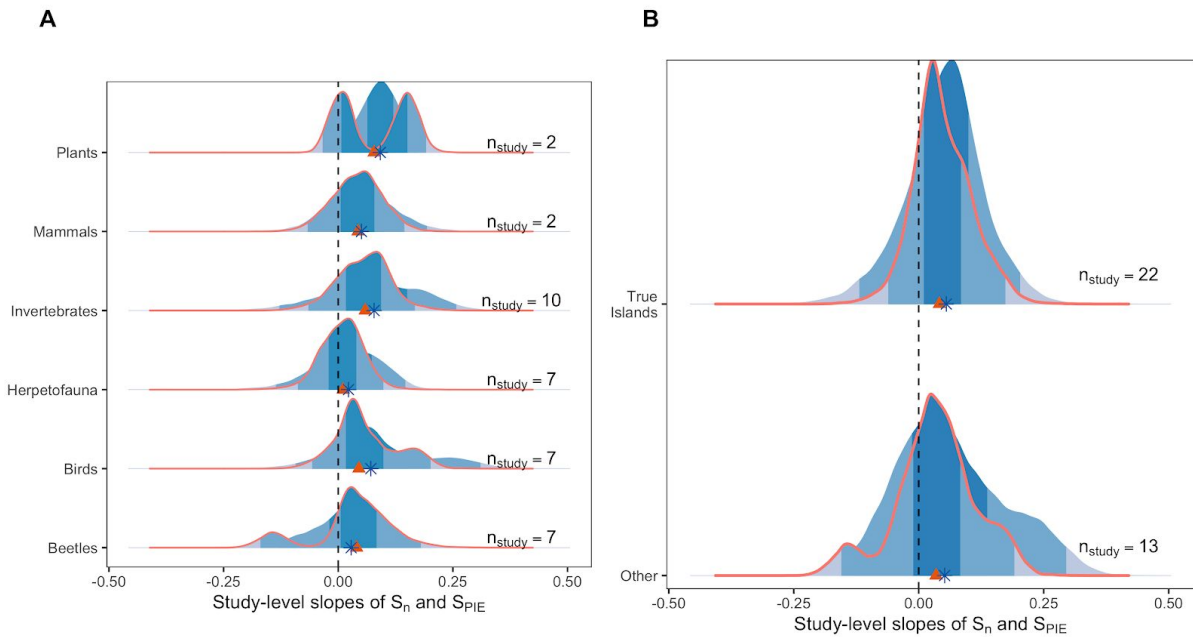 A
Plants
n_study = 2
Mammals
n_study = 2
Invertebrates
n_study = 10
Herpetofauna
n_study = 7
Birds
n_study = 7
Beetles
n_study = 7
-0.50 -0.25 0.00 0.25 0.50
Study-level slopes of S_n and S_PIE
B
True
Islands
n_study = 22
Other
n_study = 13
-0.50 -0.25 0.00 0.25 0.50
Study-level slopes of S_n and S_PIE